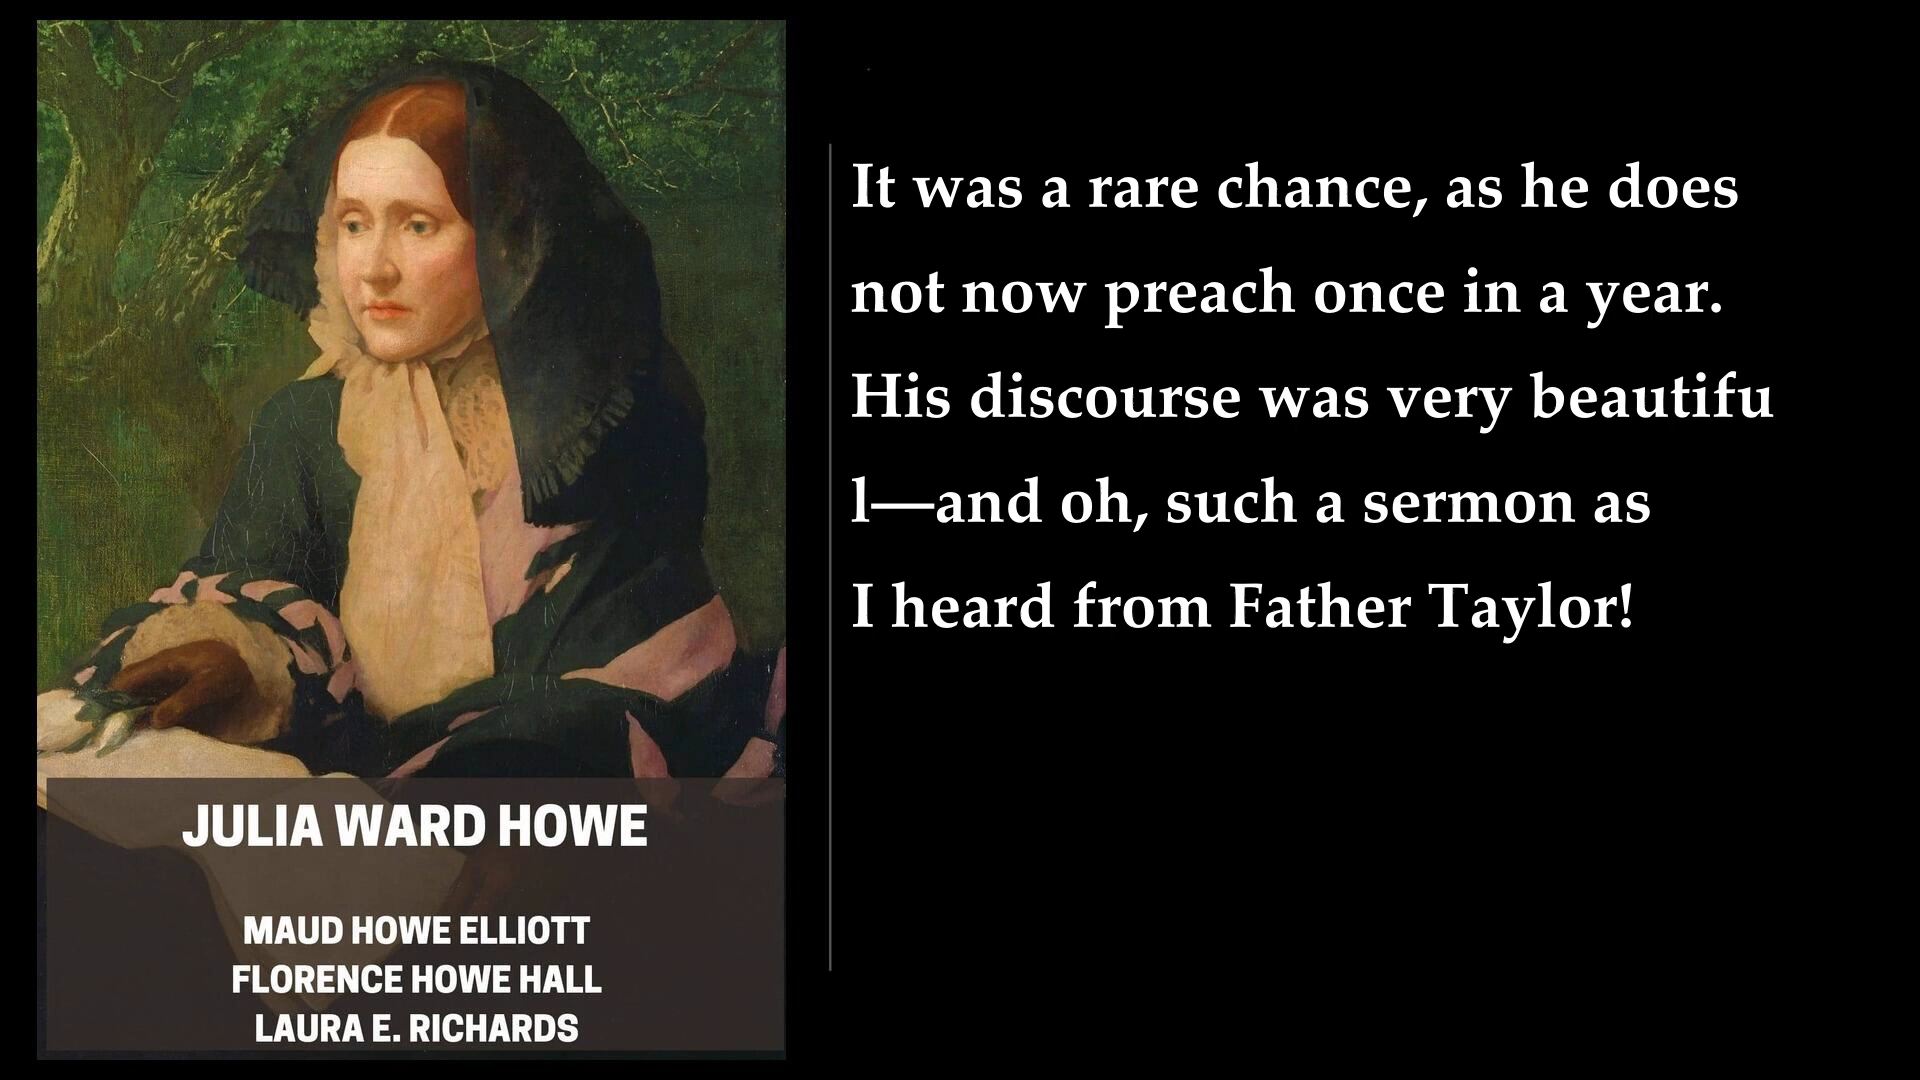 It was a rare chance, as he does
not now preach once in a year.
His discourse was very beautifu
l—and oh, such a sermon as
I heard from Father Taylor!
JULIA WARD HOWE
MAUD HOWE ELLIOTT
FLORENCE HOWE HALL
LAURA E. RICHARDS